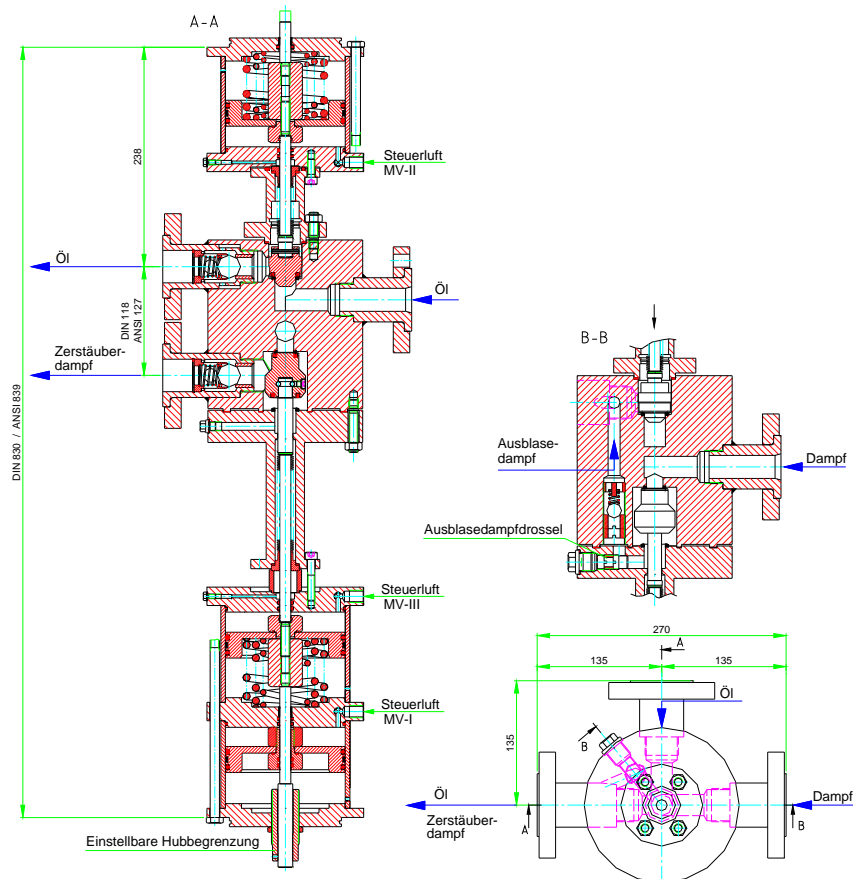 A-A
238
Steuerluft
MV-II
Öl
Öl
DIN 118
ANSI 127
Zerstäuber-
dampf
DIN 830 / ANSI 839
Steuerluft
MV-III
Steuerluft
MV-I
Öl
Einstellbare Hubbegrenzung
B-B
Ausblase-
dampf
Dampf
Ausblasedampfdrossel
270
A
135
135
135
Öl
B
Zerstäuber-
dampf
Dampf
A
B